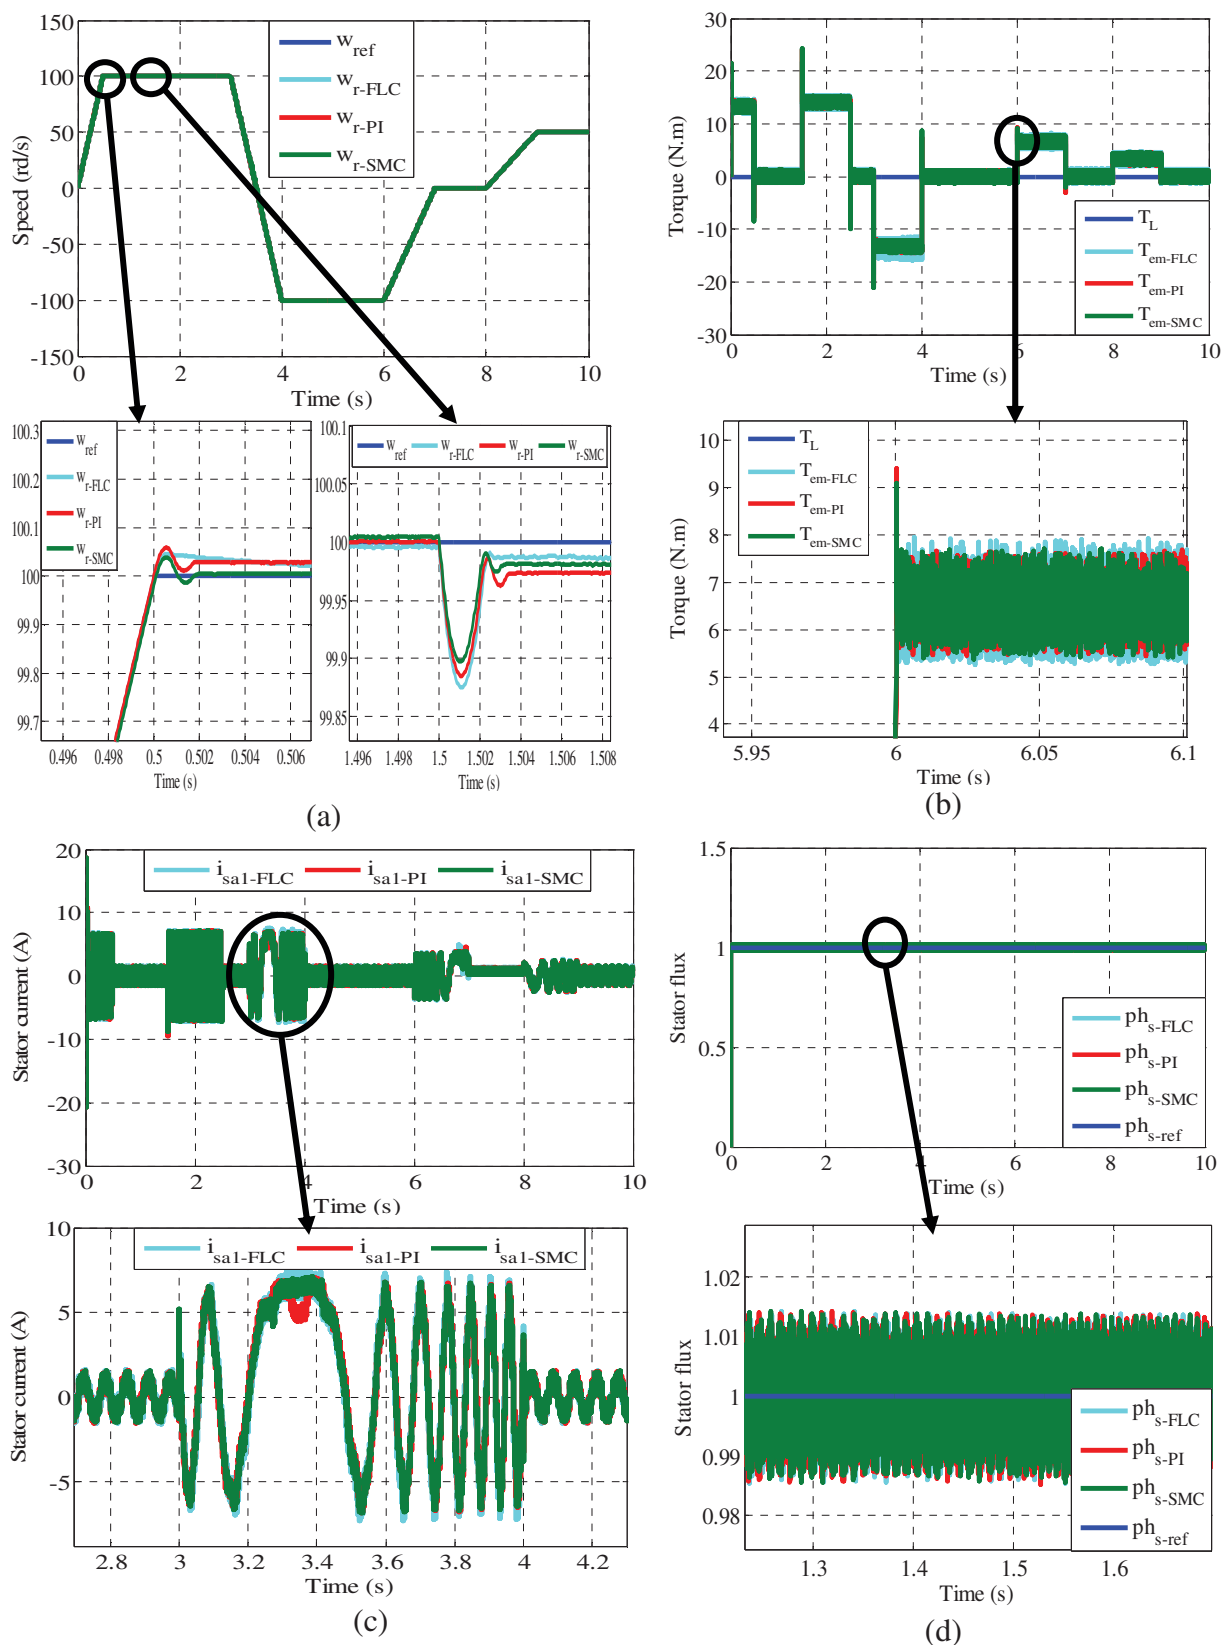 150
100
50
0
-50
-100
-150
Speed (rd/s)
0 2 4 6 8 10
Time (s)
w_ref
w_r-FLC
w_r-PI
w_r-SMC
30
20
10
0
-10
-20
-30
Torque (N.m)
0 2 4 6 8 10
Time (s)
T_L
T_em-FLC
T_em-PI
T_em-SMC
100.3
100.2
100.1
100
99.9
99.8
99.7
w_ref
w_r-FLC
w_r-PI
w_r-SMC
0.496 0.498 0.5 0.502 0.504 0.506
Time (s)
100.1
100.05
100
99.95
99.9
99.85
w_ref w_r-FLC w_r-PI w_r-SMC
1.496 1.498 1.5 1.502 1.504 1.506 1.508
Time (s)
(a)
10
9
8
7
6
5
4
Torque (N.m)
T_L
T_em-FLC
T_em-PI
T_em-SMC
5.95 6 6.05 6.1
Time (s)
(b)
20
10
0
-10
-20
-30
Stator current (A)
i_sa1-FLC i_sa1-PI i_sa1-SMC
0 2 4 6 8 10
Time (s)
1.5
1
0.5
0
Stator flux
ph_s-FLC
ph_s-PI
ph_s-SMC
ph_s-ref
0 2 4 6 8 10
Time (s)
10
5
0
-5
Stator current (A)
i_sa1-FLC i_sa1-PI i_sa1-SMC
2.8 3 3.2 3.4 3.6 3.8 4 4.2
Time (s)
(c)
1.02
1.01
1
0.99
0.98
Stator flux
ph_s-FLC
ph_s-PI
ph_s-SMC
ph_s-ref
1.3 1.4 1.5 1.6
Time (s)
(d)